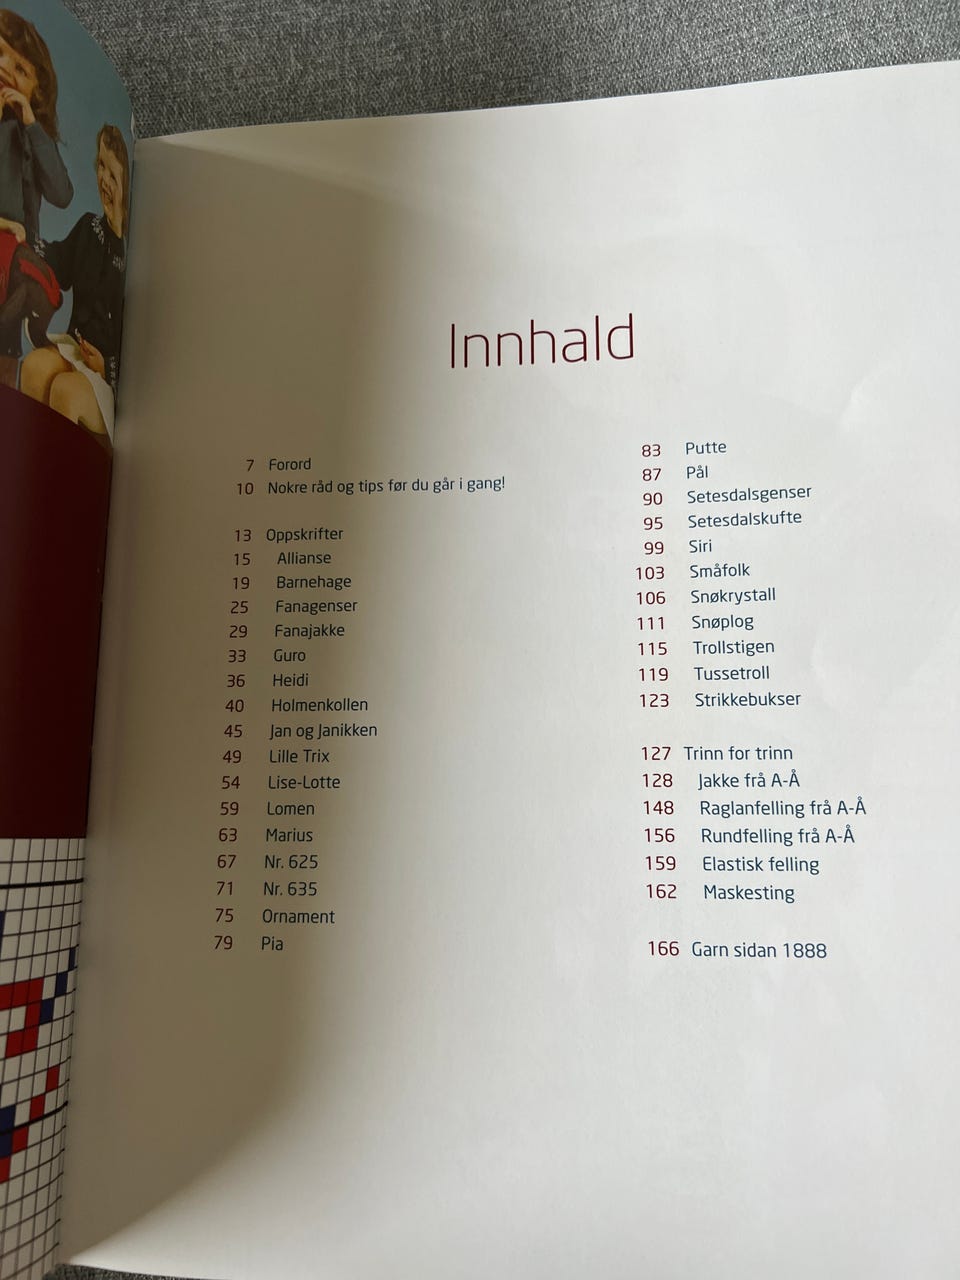 Innhald
7 Forord
10 Nokre råd og tips før du går i gang!
13 Oppskrifter
15 Allianse
19 Barnehage
25 Fanagenser
29 Fanajakke
33 Guro
36 Heidi
40 Holmenkollen
45 Jan og Janikken
49 Lille Trix
54 Lise-Lotte
59 Lomen
63 Marius
67 Nr. 625
71 Nr. 635
75 Ornament
79 Pia
83 Putte
87 Pål
90 Setesdalsgenser
95 Setesdalskufte
99 Siri
103 Småfolk
106 Snøkrystall
111 Snøplog
115 Trollstigen
119 Tussetroll
123 Strikkebukser
127 Trinn for trinn
128 Jakke frå A-Å
148 Raglanfelling frå A-Å
156 Rundfelling frå A-Å
159 Elastisk felling
162 Maskesting
166 Garn sidan 1888